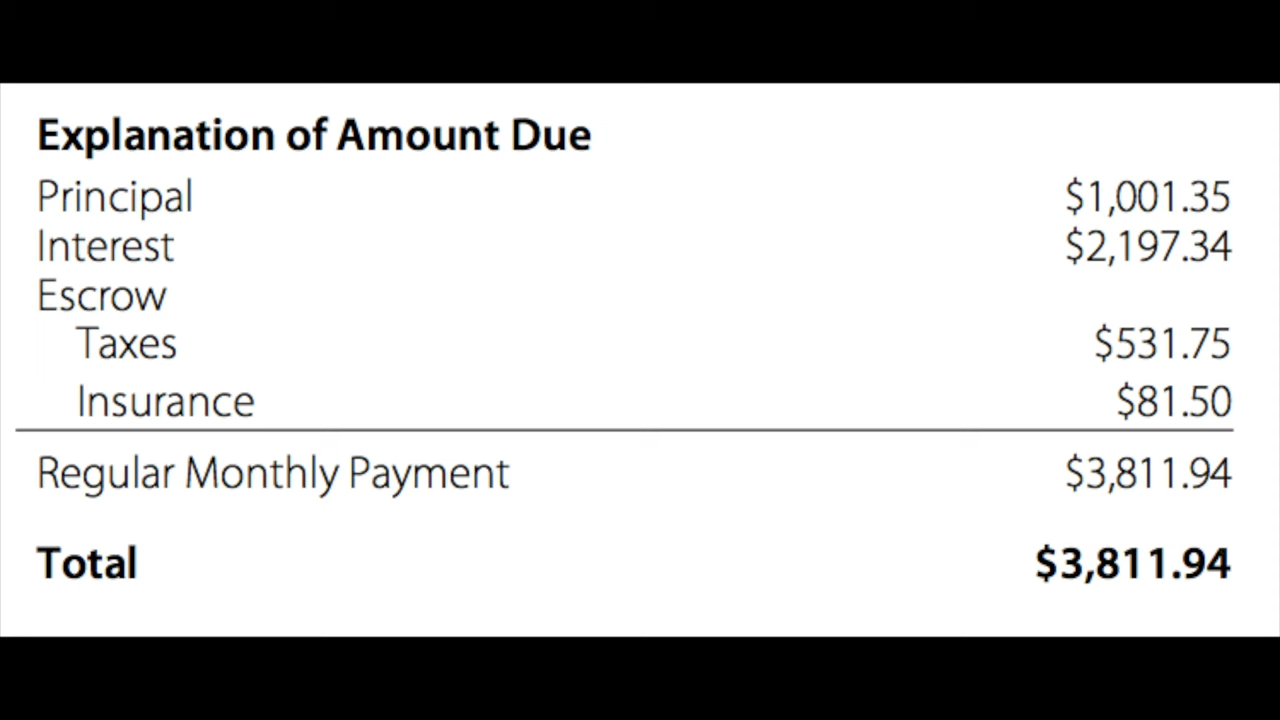 Explanation of Amount Due
Principal $1,001.35
Interest $2,197.34
Escrow
Taxes $531.75
Insurance $81.50
Regular Monthly Payment $3,811.94
Total $3,811.94